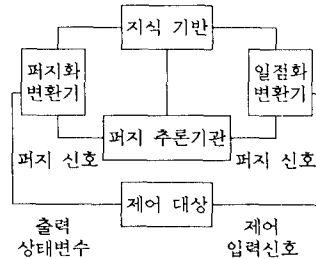 지식 기반
퍼지화
변환기
일점화
변환기
퍼지 추론기관
퍼지 신호
퍼지 신호
제어 대상
출력
상태변수
제어
입력신호